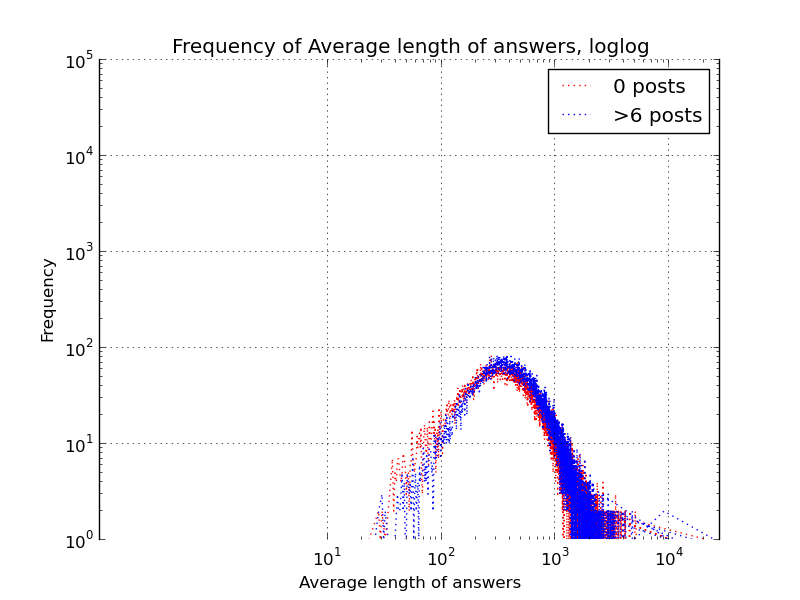 Frequency of Average length of answers, loglog
0 posts
>6 posts
10^5
10^4
10^3
10^2
10^1
10^0
Frequency
10^1 10^2 10^3 10^4
Average length of answers